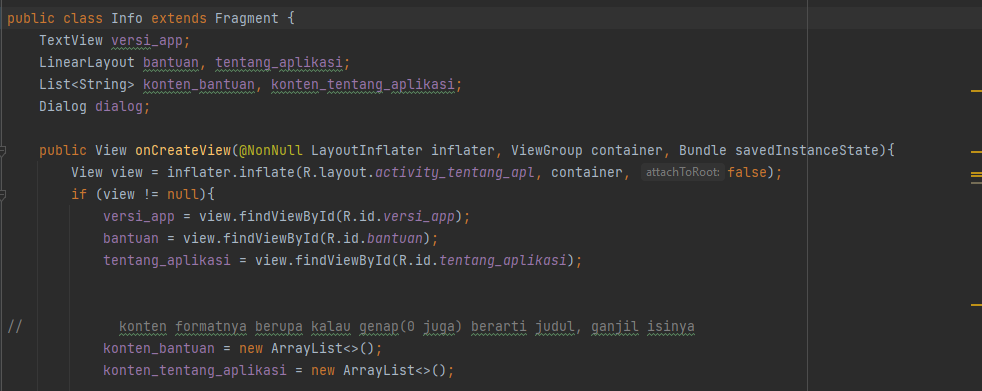 public class Info extends Fragment {
TextView versi_app;
LinearLayout bantuan, tentang_aplikasi;
List<String> konten_bantuan, konten_tentang_aplikasi;
Dialog dialog;
public View onCreateView(@NonNull LayoutInflater inflater, ViewGroup container, Bundle savedInstanceState){
View view = inflater.inflate(R.layout.activity_tentang_apl, container, attachToRoot: false);
if (view != null){
versi_app = view.findViewById(R.id.versi_app);
bantuan = view.findViewById(R.id.bantuan);
tentang_aplikasi = view.findViewById(R.id.tentang_aplikasi);
// konten formatnya berupa kalau genap(0 juga) berarti judul, ganjil isinya
konten_bantuan = new ArrayList<>();
konten_tentang_aplikasi = new ArrayList<>();